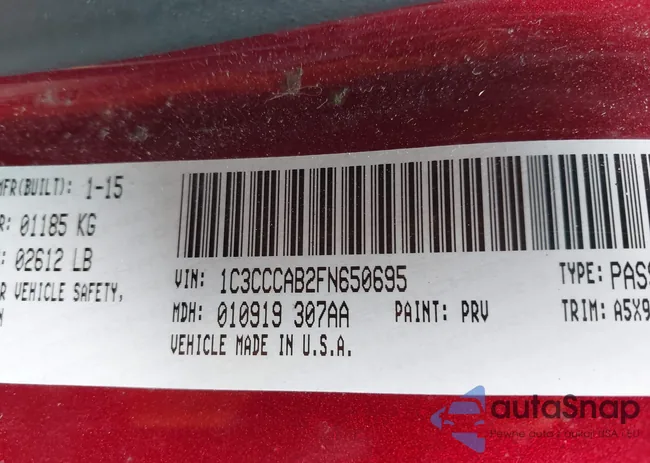 MFR(BUILT): 1-15
R: 01185 KG
: 02612 LB
R VEHICLE SAFETY,
N
VIN: 1C3CCCAB2FN650695 TYPE: PASS
MDH: 010919 307AA PAINT: PRV TRIM: A5X9
VEHICLE MADE IN U.S.A.
autoSnap